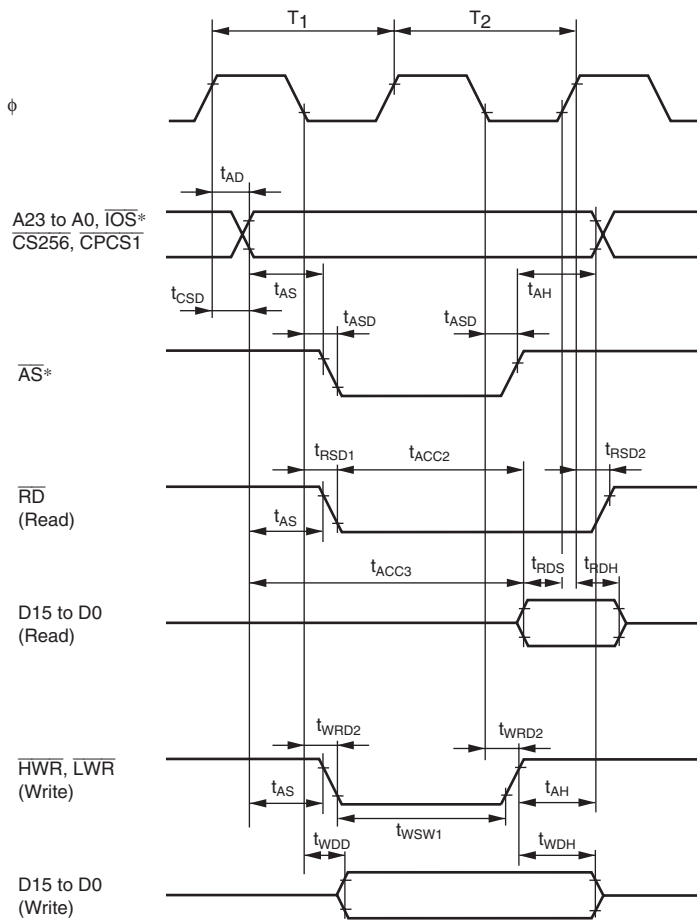 T1 T2
φ
tAD
A23 to A0, IOS*
CS256, CPCS1
tAS tAH
tCSD
tASD tASD
AS*
tRSD1 tACC2 tRSD2
RD
(Read)
tAS
tACC3 tRDS tRDH
D15 to D0
(Read)
tWRD2 tWRD2
HWR, LWR
(Write)
tAS tAH
tWSW1
tWDD tWDH
D15 to D0
(Write)